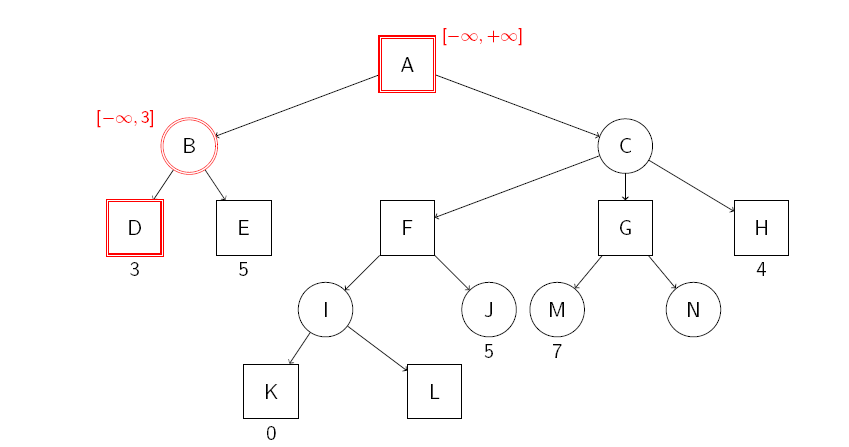 [−∞, +∞]
A
[−∞, 3]
B
C
D
E
F
G
H
3
5
4
I
J
M
N
5
7
K
L
0